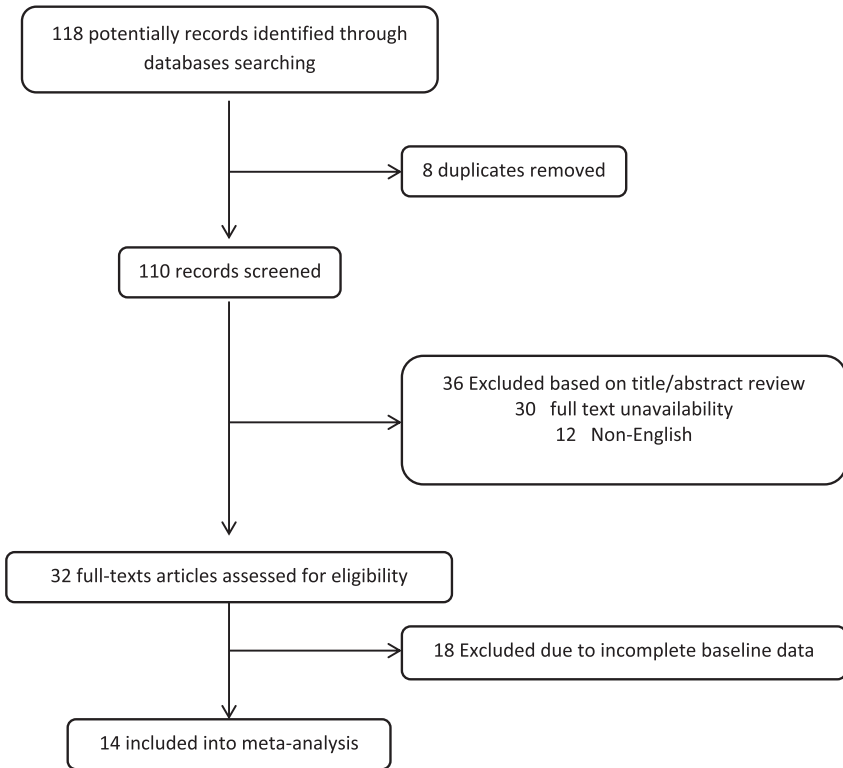 118 potentially records identified through
databases searching
8 duplicates removed
110 records screened
36 Excluded based on title/abstract review
30 full text unavailability
12 Non-English
32 full-texts articles assessed for eligibility
18 Excluded due to incomplete baseline data
14 included into meta-analysis